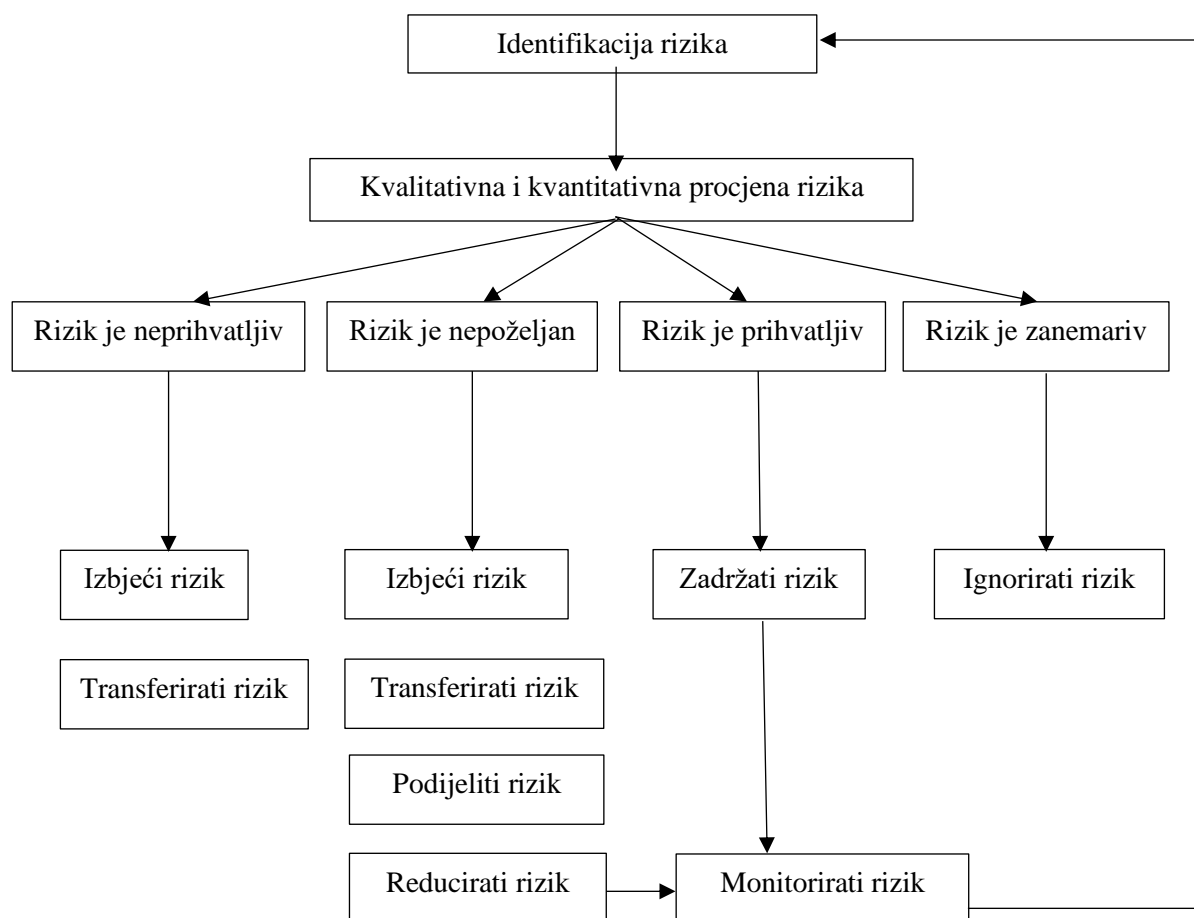 Identifikacija rizika
Kvalitativna i kvantitativna procjena rizika
Rizik je neprihvatljiv
Rizik je nepoželjan
Rizik je prihvatljiv
Rizik je zanemariv
Izbjeći rizik
Izbjeći rizik
Zadržati rizik
Ignorirati rizik
Transferirati rizik
Transferirati rizik
Podijeliti rizik
Reducirati rizik
Monitorirati rizik